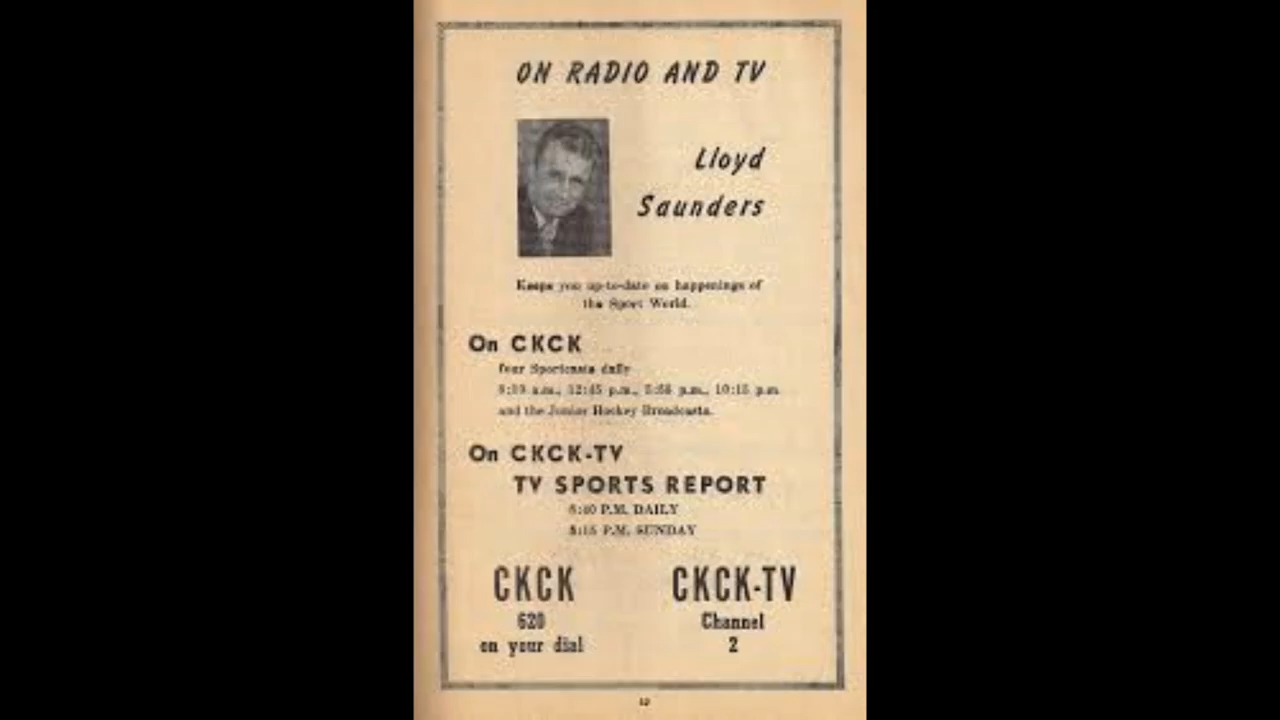 ON RADIO AND TV
Lloyd
Saunders
Keeps you up-to-date on happenings of
the Sport World.
On CKCK
Four Sportcasts daily
a.m., 12:45 p.m., p.m., 10:15 p.m.
and the Junior Hockey Broadcasts.
On CKCK-TV
TV SPORTS REPORT
P.M. DAILY
P.M. SUNDAY
CKCK
620
on your dial
CKCK-TV
Channel
2